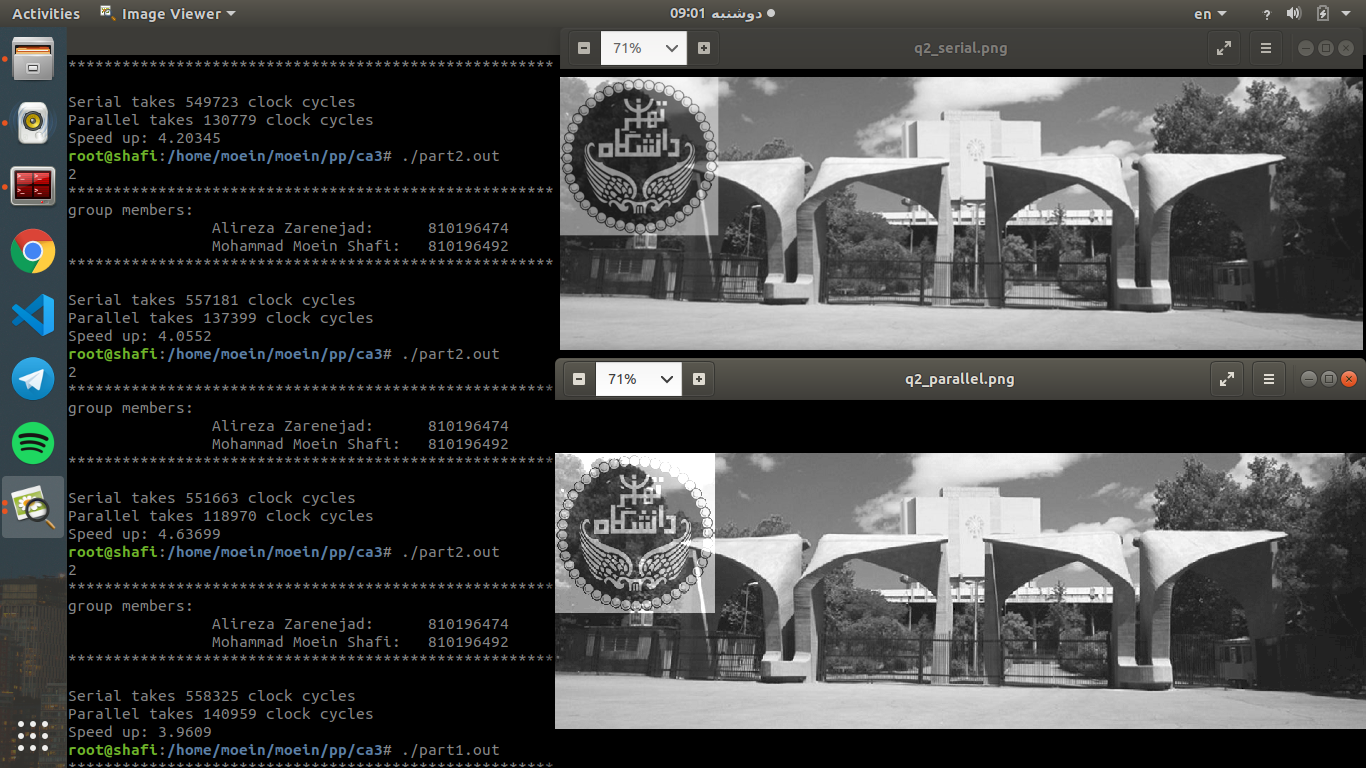 Activities Image Viewer 09:01 دوشنبه en ?
71% q2_serial.png
*******************************************************
Serial takes 549723 clock cycles
Parallel takes 130779 clock cycles
Speed up: 4.20345
root@shafi:/home/moein/moein/pp/ca3# ./part2.out
2
*******************************************************
group members:
Alireza Zarenejad: 810196474
Mohammad Moein Shafi: 810196492
*******************************************************
Serial takes 557181 clock cycles
Parallel takes 137399 clock cycles
Speed up: 4.0552
root@shafi:/home/moein/moein/pp/ca3# ./part2.out
2
*******************************************************
group members:
Alireza Zarenejad: 810196474
Mohammad Moein Shafi: 810196492
*******************************************************
Serial takes 551663 clock cycles
Parallel takes 118970 clock cycles
Speed up: 4.63699
root@shafi:/home/moein/moein/pp/ca3# ./part2.out
2
*******************************************************
group members:
Alireza Zarenejad: 810196474
Mohammad Moein Shafi: 810196492
*******************************************************
Serial takes 558325 clock cycles
Parallel takes 140959 clock cycles
Speed up: 3.9609
root@shafi:/home/moein/moein/pp/ca3# ./part1.out
*******************************************************
دانشگاه تهران
71% q2_parallel.png
دانشگاه تهران